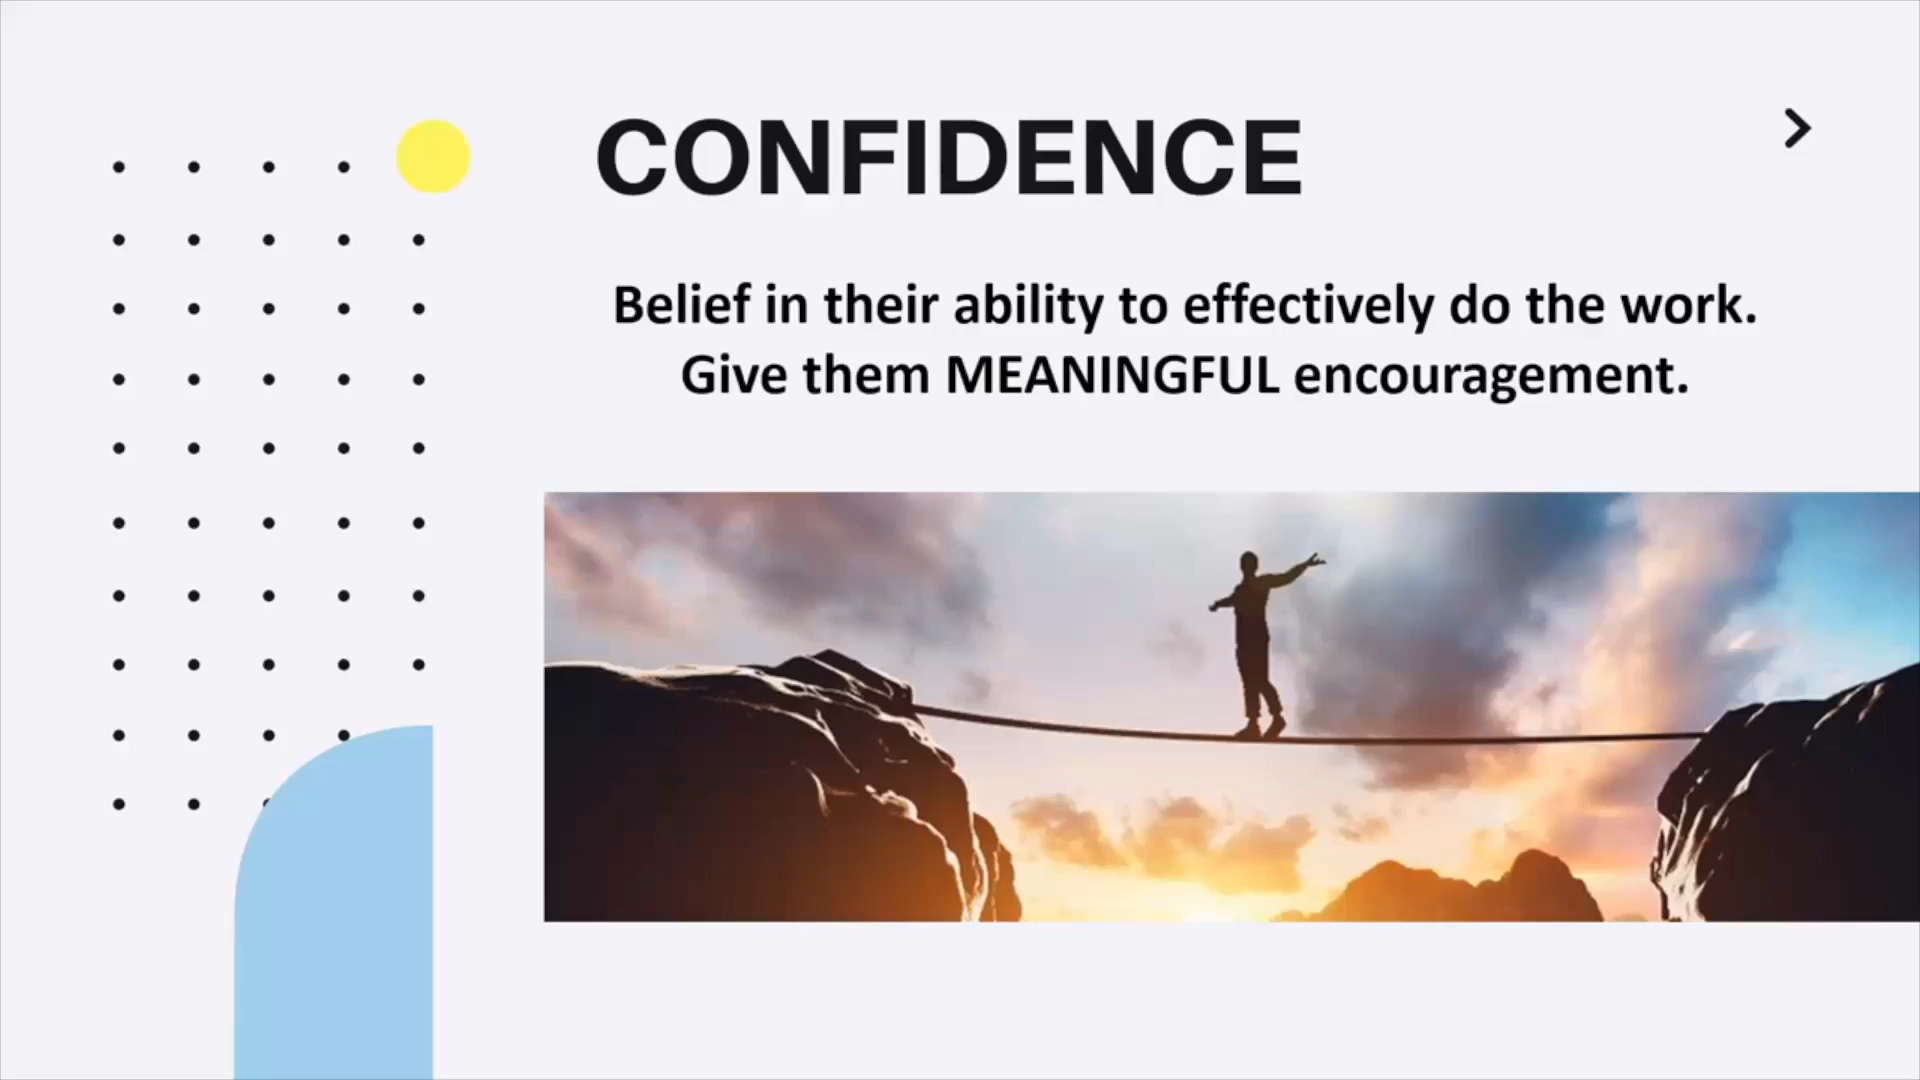 CONFIDENCE
Belief in their ability to effectively do the work.
Give them MEANINGFUL encouragement.